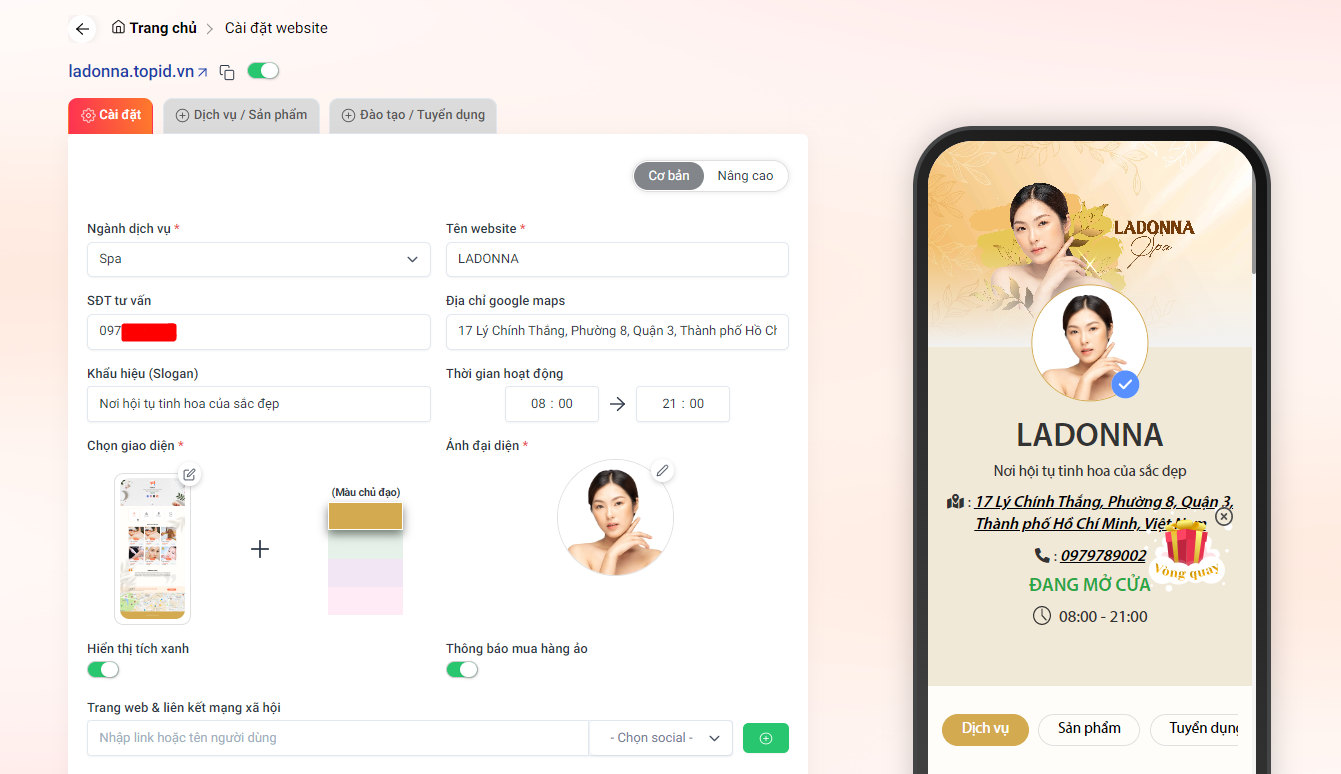 Trang chủ > Cài đặt website
ladonna.topid.vn
Cài đặt
Dịch vụ / Sản phẩm
Đào tạo / Tuyển dụng
Cơ bản
Nâng cao
Ngành dịch vụ *
Spa
Tên website *
LADONNA
SĐT tư vấn
097
Địa chỉ google maps
17 Lý Chính Thắng, Phường 8, Quận 3, Thành phố Hồ Ch
Khẩu hiệu (Slogan)
Nơi hội tụ tinh hoa của sắc đẹp
Thời gian hoạt động
08 : 00
21 : 00
Chọn giao diện *
(Màu chủ đạo)
Ảnh đại diện *
Hiển thị tích xanh
Thông báo mua hàng ảo
Trang web & liên kết mạng xã hội
Nhập link hoặc tên người dùng
- Chọn social -
LADONNA
Spa
LADONNA
Nơi hội tụ tinh hoa của sắc đẹp
: 17 Lý Chính Thắng, Phường 8, Quận 3,
Thành phố Hồ Chí Minh, Việt Nam
: 0979789002
Vòng quay
ĐANG MỞ CỬA
08:00 - 21:00
Dịch vụ
Sản phẩm
Tuyển dụng